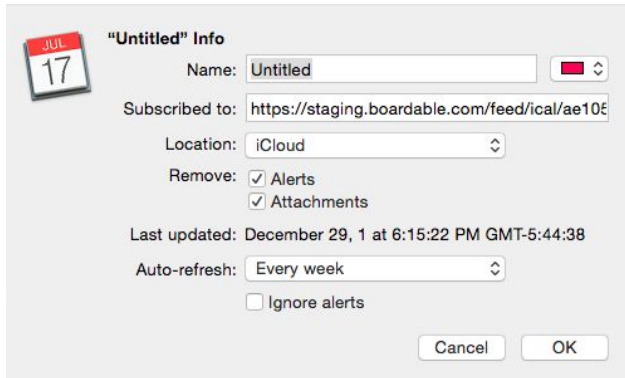 JUL
17
“Untitled” Info
Name: Untitled
Subscribed to: https://staging.boardable.com/feed/ical/ae105
Location: iCloud
Remove: Alerts
Attachments
Last updated: December 29, 1 at 6:15:22 PM GMT-5:44:38
Auto-refresh: Every week
Ignore alerts
Cancel OK